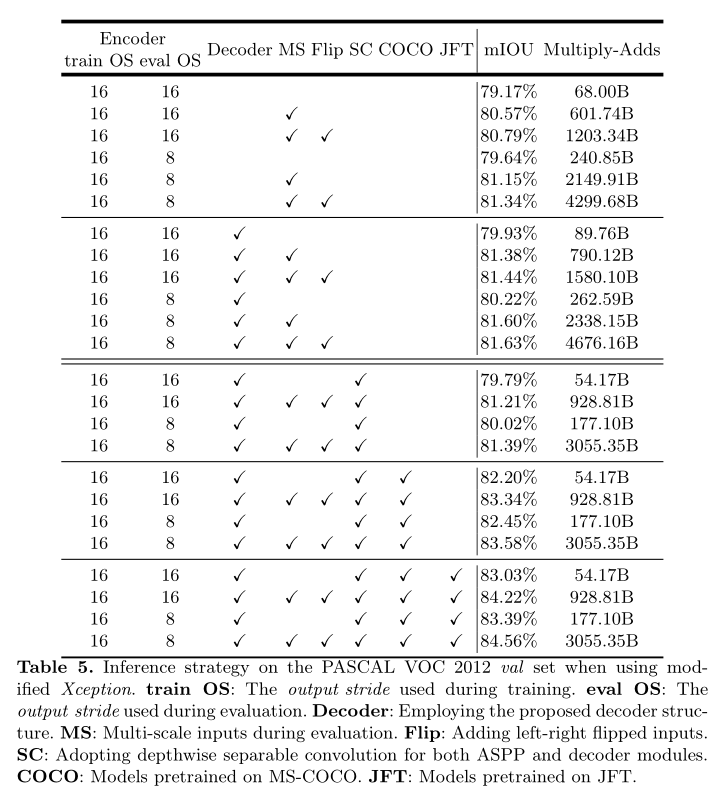 Encoder
train OS eval OS Decoder MS Flip SC COCO JFT mIOU Multiply-Adds
16 16 79.17% 68.00B
16 16 ✓ 80.57% 601.74B
16 16 ✓ ✓ 80.79% 1203.34B
16 8 79.64% 240.85B
16 8 ✓ 81.15% 2149.91B
16 8 ✓ ✓ 81.34% 4299.68B
16 16 ✓ 79.93% 89.76B
16 16 ✓ ✓ 81.38% 790.12B
16 16 ✓ ✓ ✓ 81.44% 1580.10B
16 8 ✓ 80.22% 262.59B
16 8 ✓ ✓ 81.60% 2338.15B
16 8 ✓ ✓ ✓ 81.63% 4676.16B
16 16 ✓ ✓ 79.79% 54.17B
16 16 ✓ ✓ ✓ ✓ 81.21% 928.81B
16 8 ✓ ✓ 80.02% 177.10B
16 8 ✓ ✓ ✓ ✓ 81.39% 3055.35B
16 16 ✓ ✓ ✓ 82.20% 54.17B
16 16 ✓ ✓ ✓ ✓ ✓ 83.34% 928.81B
16 8 ✓ ✓ ✓ 82.45% 177.10B
16 8 ✓ ✓ ✓ ✓ ✓ 83.58% 3055.35B
16 16 ✓ ✓ ✓ ✓ 83.03% 54.17B
16 16 ✓ ✓ ✓ ✓ ✓ ✓ 84.22% 928.81B
16 8 ✓ ✓ ✓ ✓ 83.39% 177.10B
16 8 ✓ ✓ ✓ ✓ ✓ ✓ 84.56% 3055.35B
Table 5. Inference strategy on the PASCAL VOC 2012 val set when using mod-
ified Xception. train OS: The output stride used during training. eval OS: The
output stride used during evaluation. Decoder: Employing the proposed decoder struc-
ture. MS: Multi-scale inputs during evaluation. Flip: Adding left-right flipped inputs.
SC: Adopting depthwise separable convolution for both ASPP and decoder modules.
COCO: Models pretrained on MS-COCO. JFT: Models pretrained on JFT.